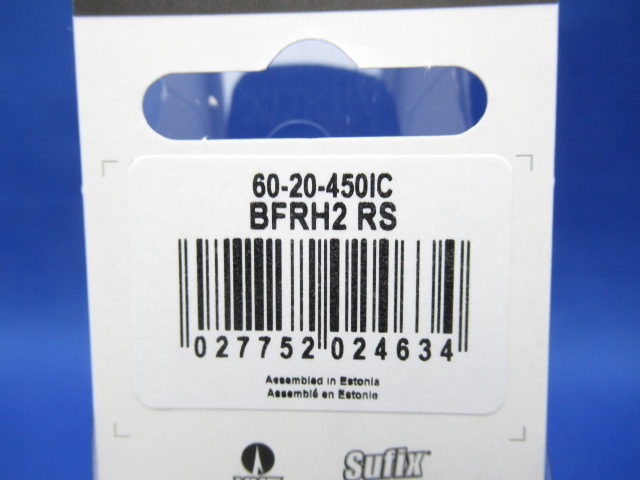 60-20-450IC
BFRH2 RS
027752 024634
Assembled in Estonia
Assemblé en Estonie
Sufix